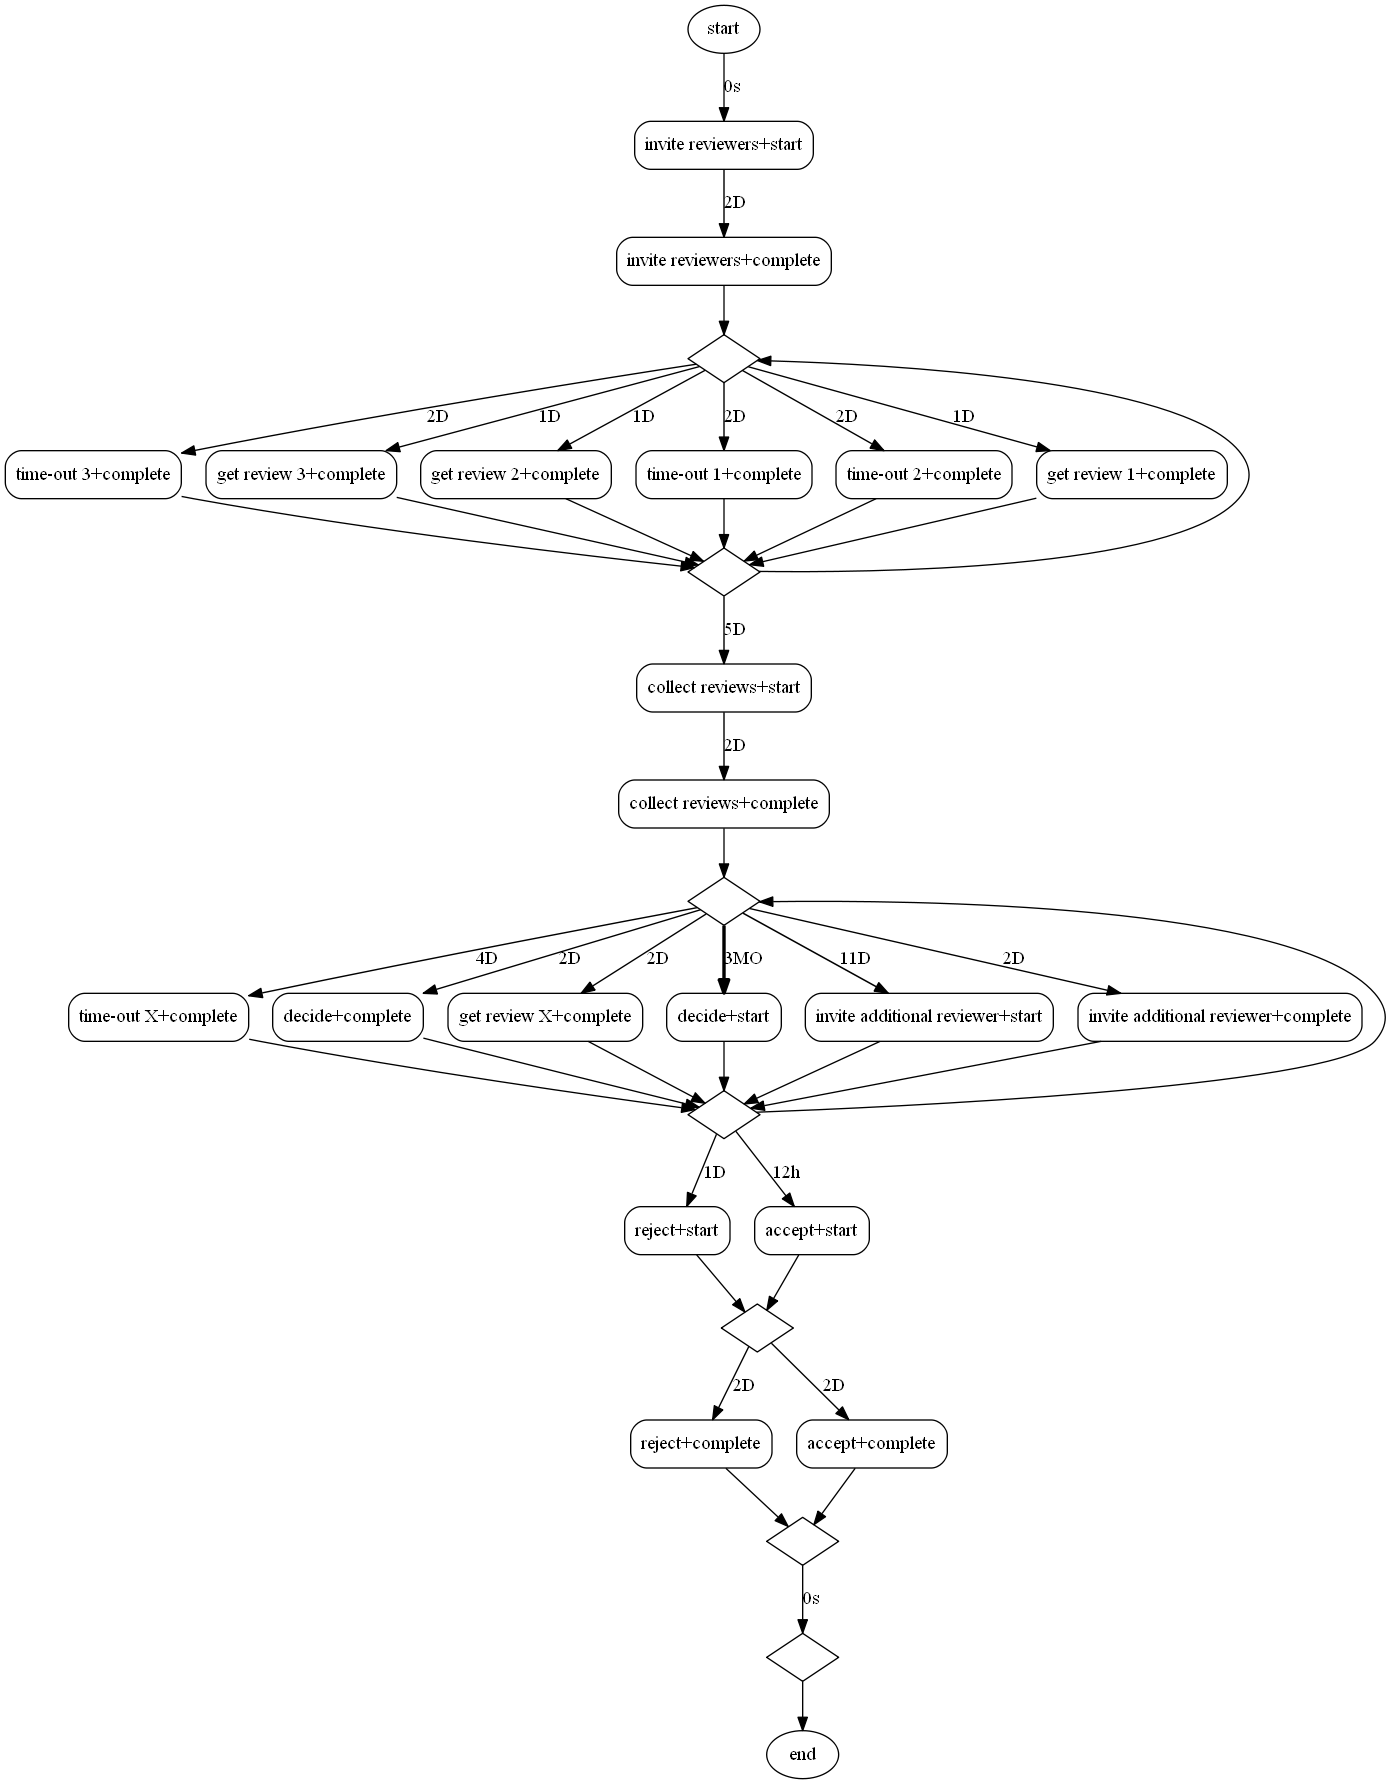 start
0s
invite reviewers+start
2D
invite reviewers+complete
2D
1D
1D
2D
2D
1D
time-out 3+complete
get review 3+complete
get review 2+complete
time-out 1+complete
time-out 2+complete
get review 1+complete
5D
collect reviews+start
2D
collect reviews+complete
4D
2D
2D
3MO
11D
2D
time-out X+complete
decide+complete
get review X+complete
decide+start
invite additional reviewer+start
invite additional reviewer+complete
1D
12h
reject+start
accept+start
2D
2D
reject+complete
accept+complete
0s
end